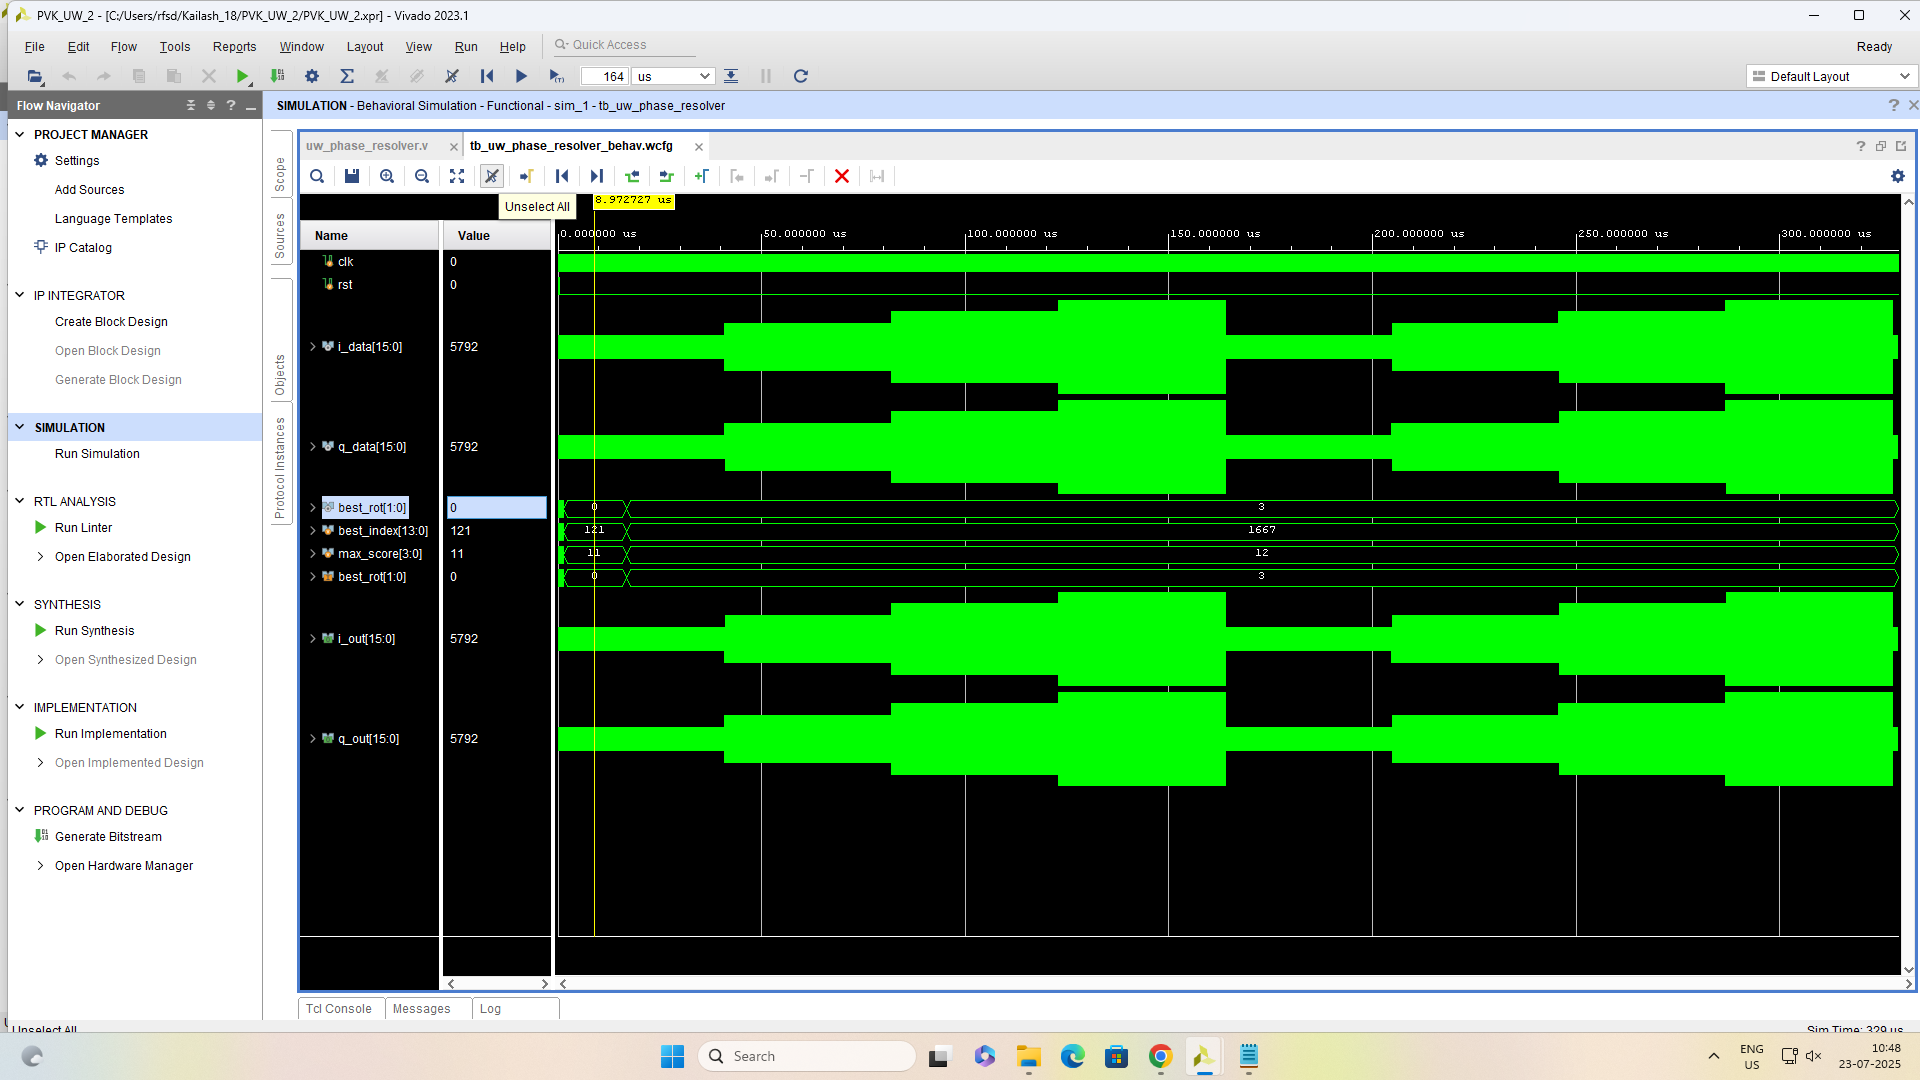 PVK_UW_2 - [C:/Users/rfsd/Kailash_18/PVK_UW_2/PVK_UW_2.xpr] - Vivado 2023.1
File Edit Flow Tools Reports Window Layout View Run Help Quick Access
Ready
164 us
Default Layout
Flow Navigator
SIMULATION - Behavioral Simulation - Functional - sim_1 - tb_uw_phase_resolver
PROJECT MANAGER
Settings
Add Sources
Language Templates
IP Catalog
IP INTEGRATOR
Create Block Design
Open Block Design
Generate Block Design
SIMULATION
Run Simulation
RTL ANALYSIS
Run Linter
Open Elaborated Design
SYNTHESIS
Run Synthesis
Open Synthesized Design
IMPLEMENTATION
Run Implementation
Open Implemented Design
PROGRAM AND DEBUG
Generate Bitstream
Open Hardware Manager
Scope
Sources
Objects
Protocol Instances
uw_phase_resolver.v
tb_uw_phase_resolver_behav.wcfg
Unselect All
8.972727 us
Name Value
0.000000 us 50.000000 us 100.000000 us 150.000000 us 200.000000 us 250.000000 us 300.000000 us
clk 0
rst 0
i_data[15:0] 5792
q_data[15:0] 5792
best_rot[1:0] 0 0 3
best_index[13:0] 121 121 1667
max_score[3:0] 11 11 12
best_rot[1:0] 0 0 3
i_out[15:0] 5792
q_out[15:0] 5792
Tcl Console Messages Log
Unselect All
Sim Time: 329 us
Search
ENG
US
10:48
23-07-2025